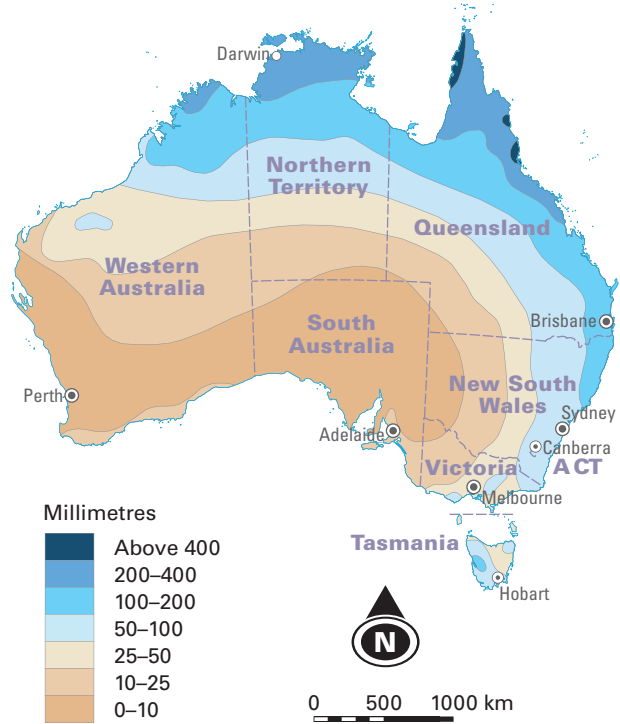 Darwin
Northern
Territory
Queensland
Western
Australia
South
Australia
Brisbane
New South
Wales
Perth
Sydney
Adelaide
Canberra
ACT
Victoria
Melbourne
Tasmania
Hobart
Millimetres
Above 400
200–400
100–200
50–100
25–50
10–25
0–10
N
0 500 1000 km